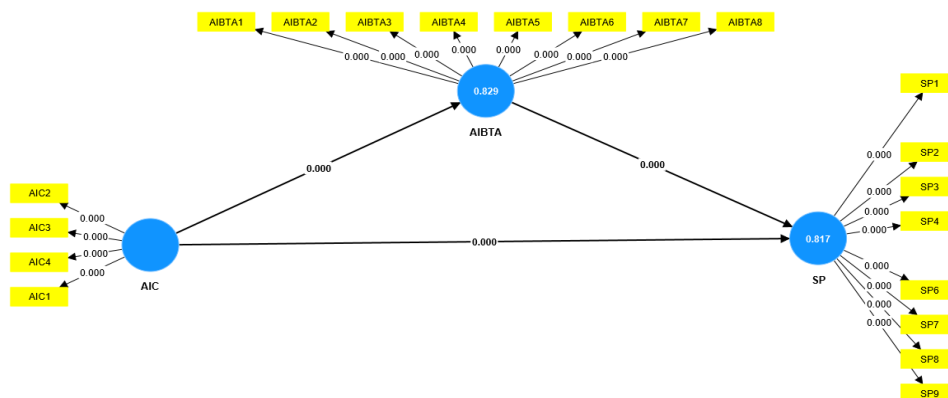 AIBTA1 AIBTA2 AIBTA3 AIBTA4 AIBTA5 AIBTA6 AIBTA7 AIBTA8
0.000 0.000 0.000 0.000 0.000 0.000 0.000 0.000
0.829
AIBTA
SP1
0.000
SP2
0.000
SP3
0.000
SP4
0.000
0.000
0.000
AIC2
0.000
AIC3
0.000
AIC4
0.000
AIC1
0.000
AIC
0.000
0.817
SP
SP6
0.000
SP7
0.000
SP8
0.000
SP9
0.000